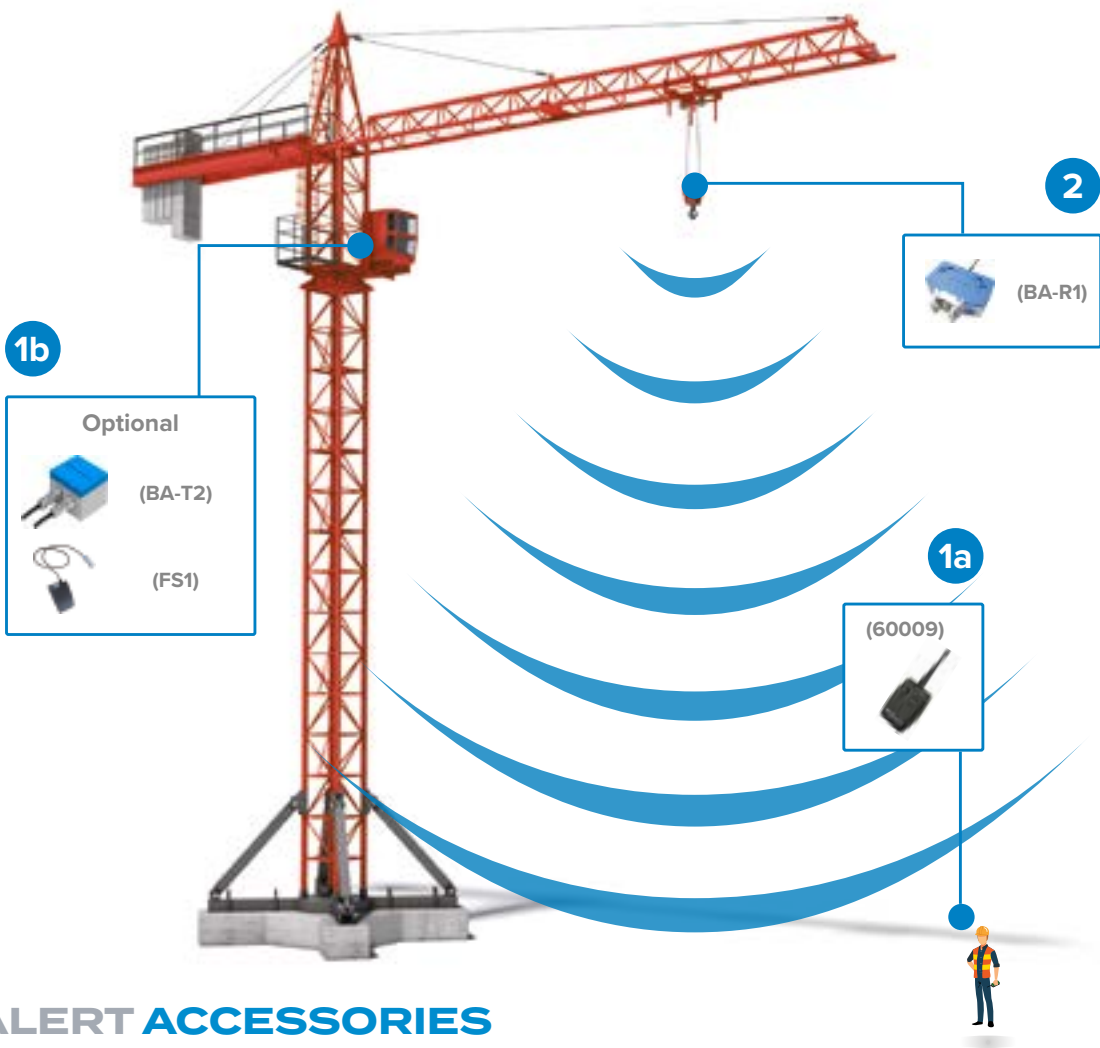 2
(BA-R1)
1b
Optional
(BA-T2)
(FS1)
1a
(60009)
ALERT ACCESSORIES